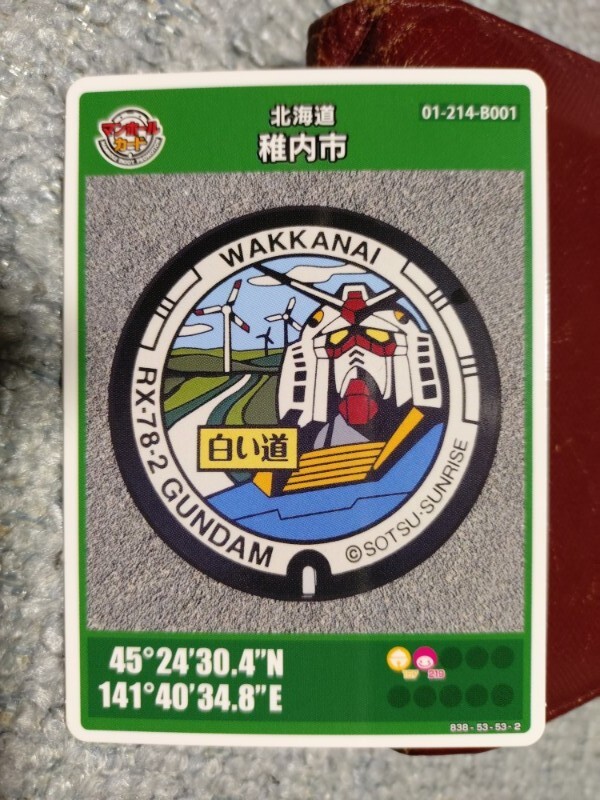 マンホール
カード
北海道
稚内市
01-214-B001
WAKKANAI
RX-78-2 GUNDAM
白い道
©SOTSU・SUNRISE
45°24'30.4"N
141°40'34.8"E
838-53-53-2